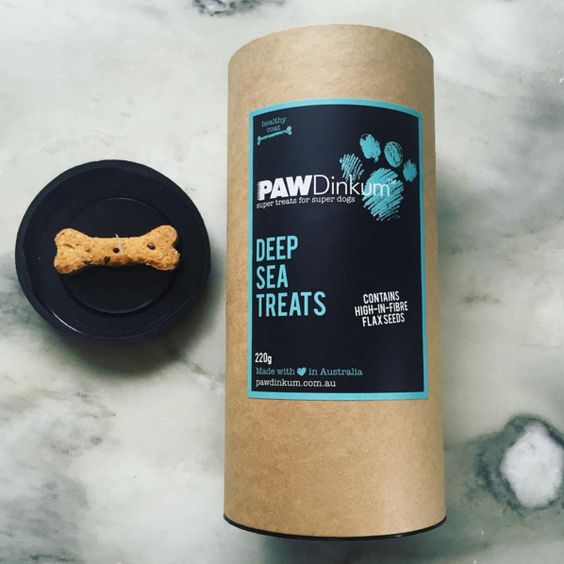 healthy
coat
PAWDinkum™
super treats for super dogs
DEEP
SEA
TREATS
CONTAINS
HIGH-IN-FIBRE
FLAX SEEDS
220g
Made with ♥ in Australia
pawdinkum.com.au